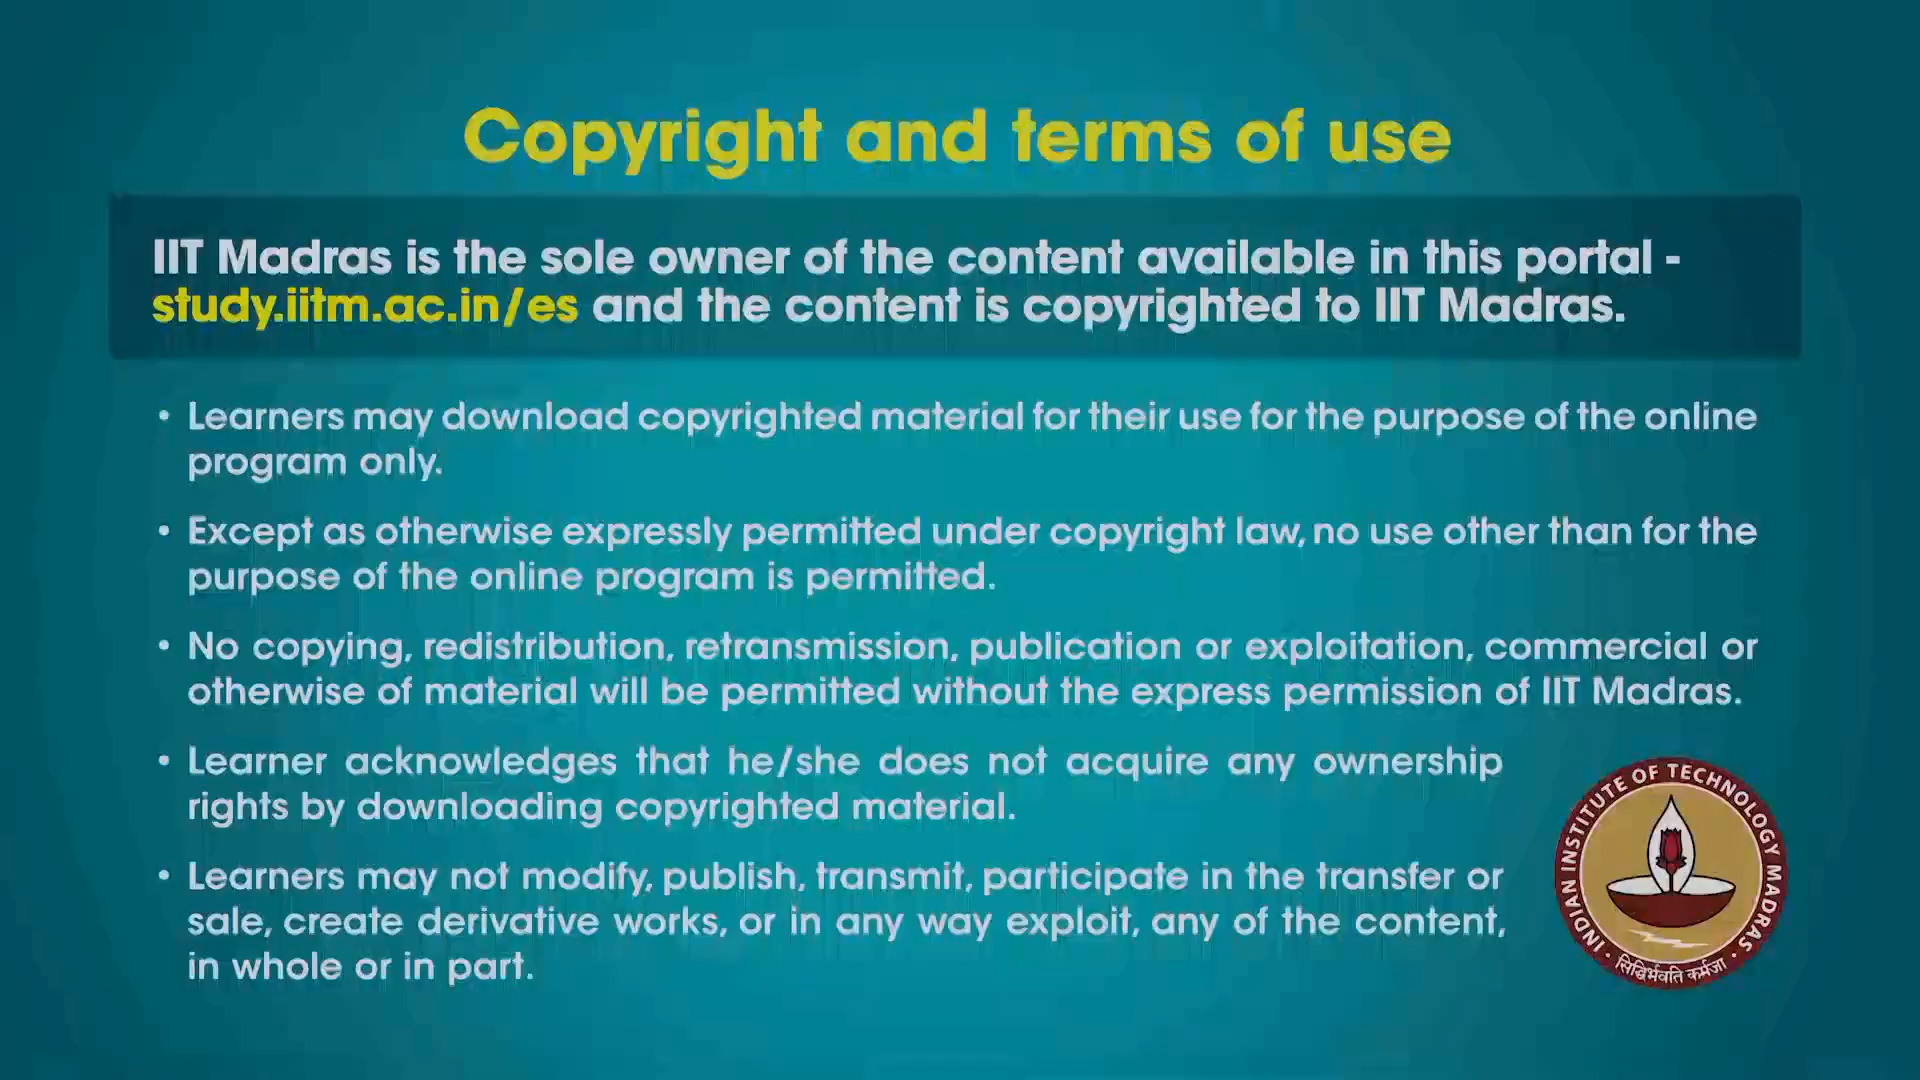 Copyright and terms of use
IIT Madras is the sole owner of the content available in this portal -
study.iitm.ac.in/es and the content is copyrighted to IIT Madras.
• Learners may download copyrighted material for their use for the purpose of the online
program only.
• Except as otherwise expressly permitted under copyright law, no use other than for the
purpose of the online program is permitted.
• No copying, redistribution, retransmission, publication or exploitation, commercial or
otherwise of material will be permitted without the express permission of IIT Madras.
• Learner acknowledges that he/she does not acquire any ownership
rights by downloading copyrighted material.
• Learners may not modify, publish, transmit, participate in the transfer or
sale, create derivative works, or in any way exploit, any of the content,
in whole or in part.
INDIAN INSTITUTE OF TECHNOLOGY MADRAS
सिद्धिर्भवति कर्मजा